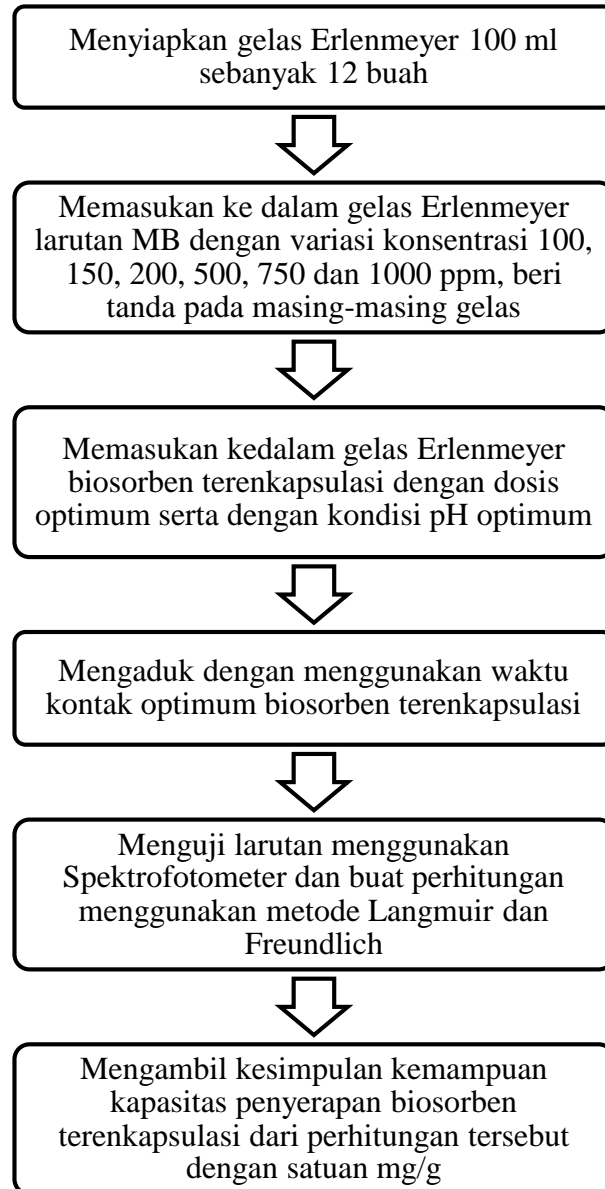 Menyiapkan gelas Erlenmeyer 100 ml
sebanyak 12 buah
Memasukan ke dalam gelas Erlenmeyer
larutan MB dengan variasi konsentrasi 100,
150, 200, 500, 750 dan 1000 ppm, beri
tanda pada masing-masing gelas
Memasukan kedalam gelas Erlenmeyer
biosorben terenkapsulasi dengan dosis
optimum serta dengan kondisi pH optimum
Mengaduk dengan menggunakan waktu
kontak optimum biosorben terenkapsulasi
Menguji larutan menggunakan
Spektrofotometer dan buat perhitungan
menggunakan metode Langmuir dan
Freundlich
Mengambil kesimpulan kemampuan
kapasitas penyerapan biosorben
terenkapsulasi dari perhitungan tersebut
dengan satuan mg/g